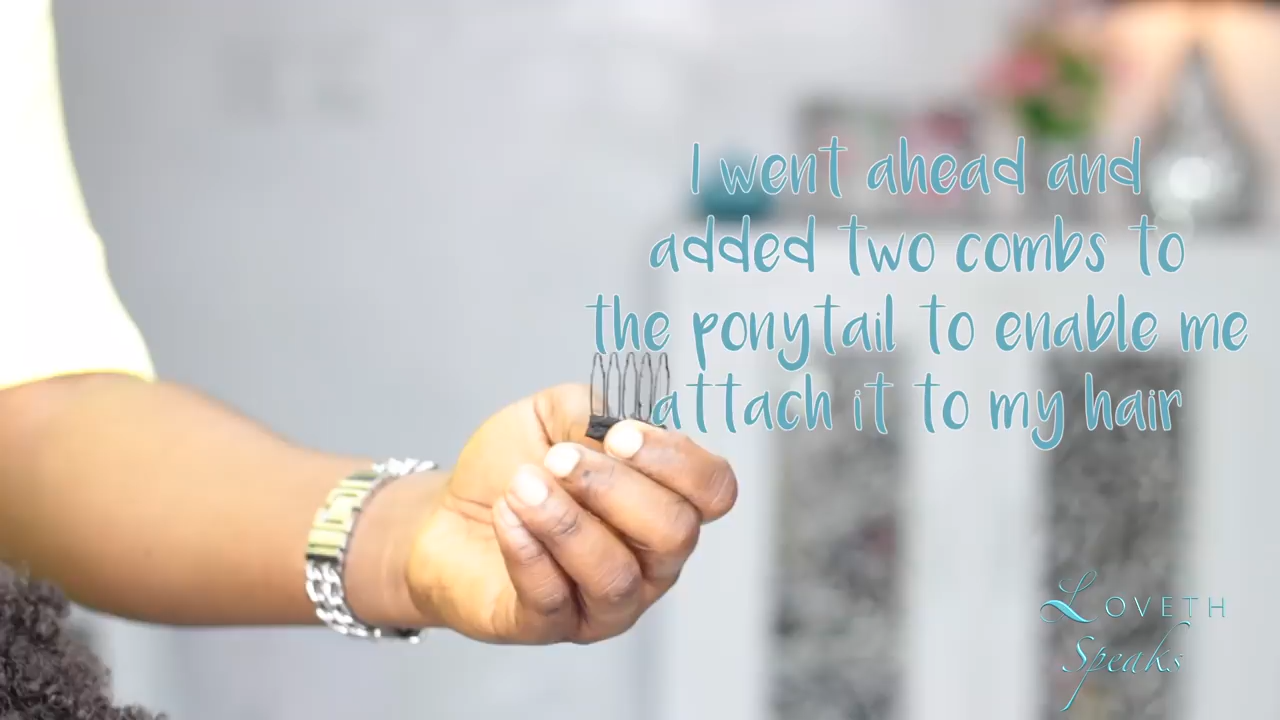 I went ahead and
added two combs to
the ponytail to enable me
attach it to my hair
LOVETH
Speaks